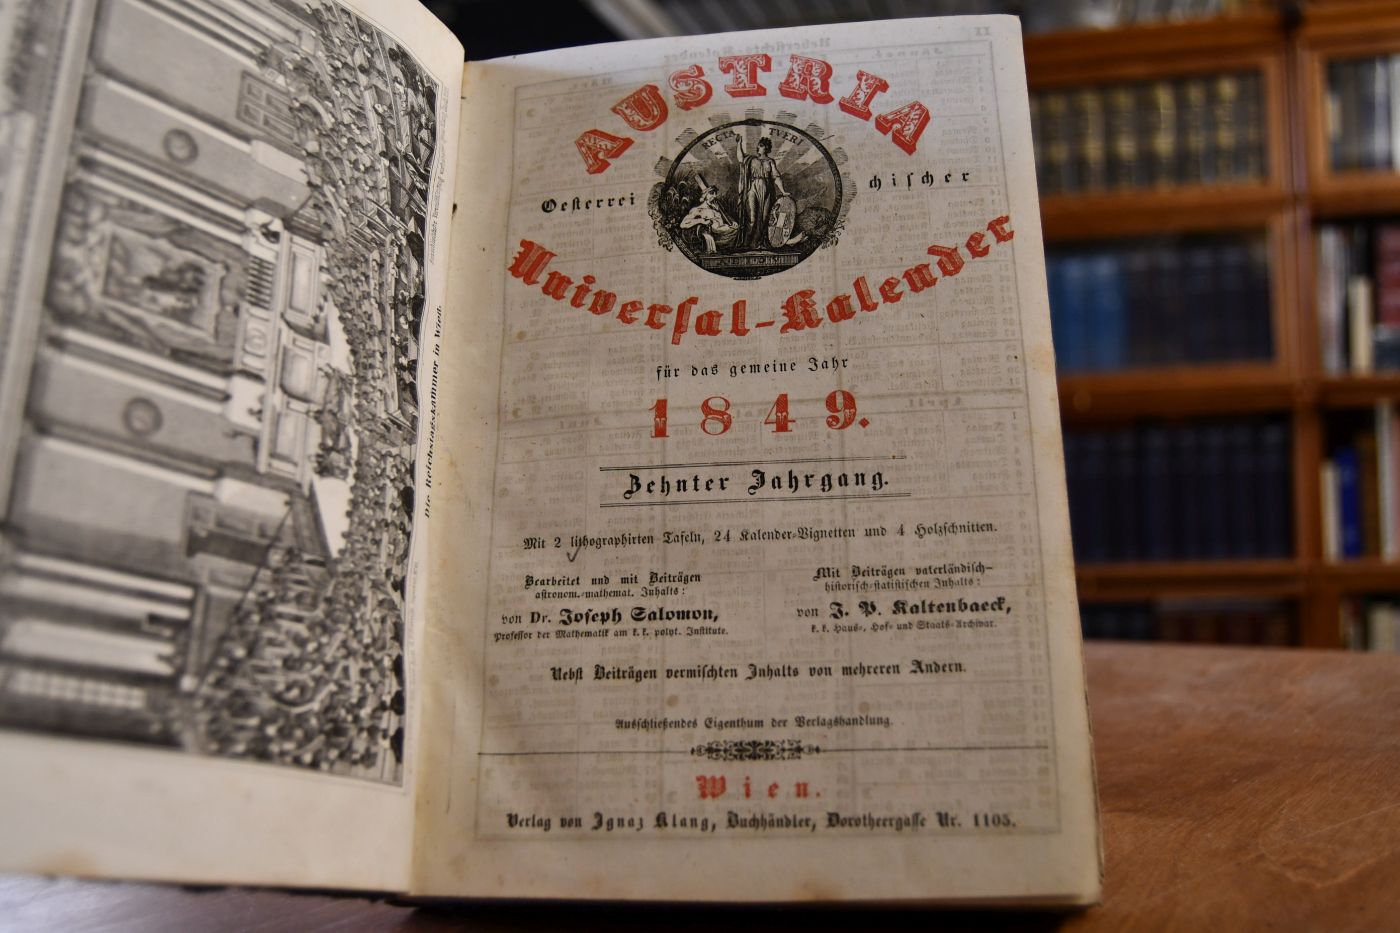 AUSTRIA
RECTA TVERI
Oesterreichischer
Universal-Kalender
für das gemeine Jahr
1849.
Zehnter Jahrgang.
Mit 2 lithographirten Tafeln, 24 Kalender-Vignetten und 4 Holzschnitten.
Bearbeitet und mit Beiträgen
astronom.-mathemat. Inhalts:
von Dr. Joseph Salomon,
Professor der Mathematik am k. k. polyt. Institute.
Mit Beiträgen vaterländisch-
historisch-statistischen Inhalts:
von J. P. Kaltenbaeck,
k. k. Haus-, Hof- und Staats-Archivar.
Nebst Beiträgen vermischten Inhalts von mehreren Andern.
Ausschließendes Eigenthum der Verlagshandlung.
Wien.
Verlag von Ignaz Klang, Buchhändler, Dorotheergasse Nr. 1105.
Die Reichstagskammer in Wien.